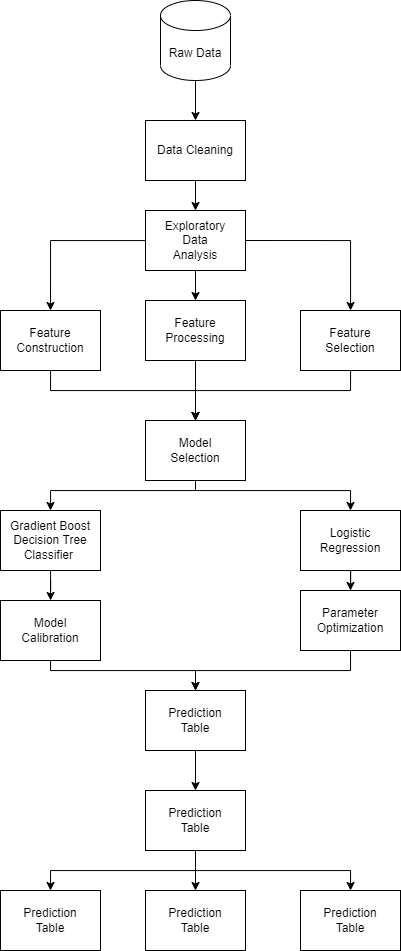 Raw Data
Data Cleaning
Exploratory
Data
Analysis
Feature
Construction
Feature
Processing
Feature
Selection
Model
Selection
Gradient Boost
Decision Tree
Classifier
Logistic
Regression
Model
Calibration
Parameter
Optimization
Prediction
Table
Prediction
Table
Prediction
Table
Prediction
Table
Prediction
Table